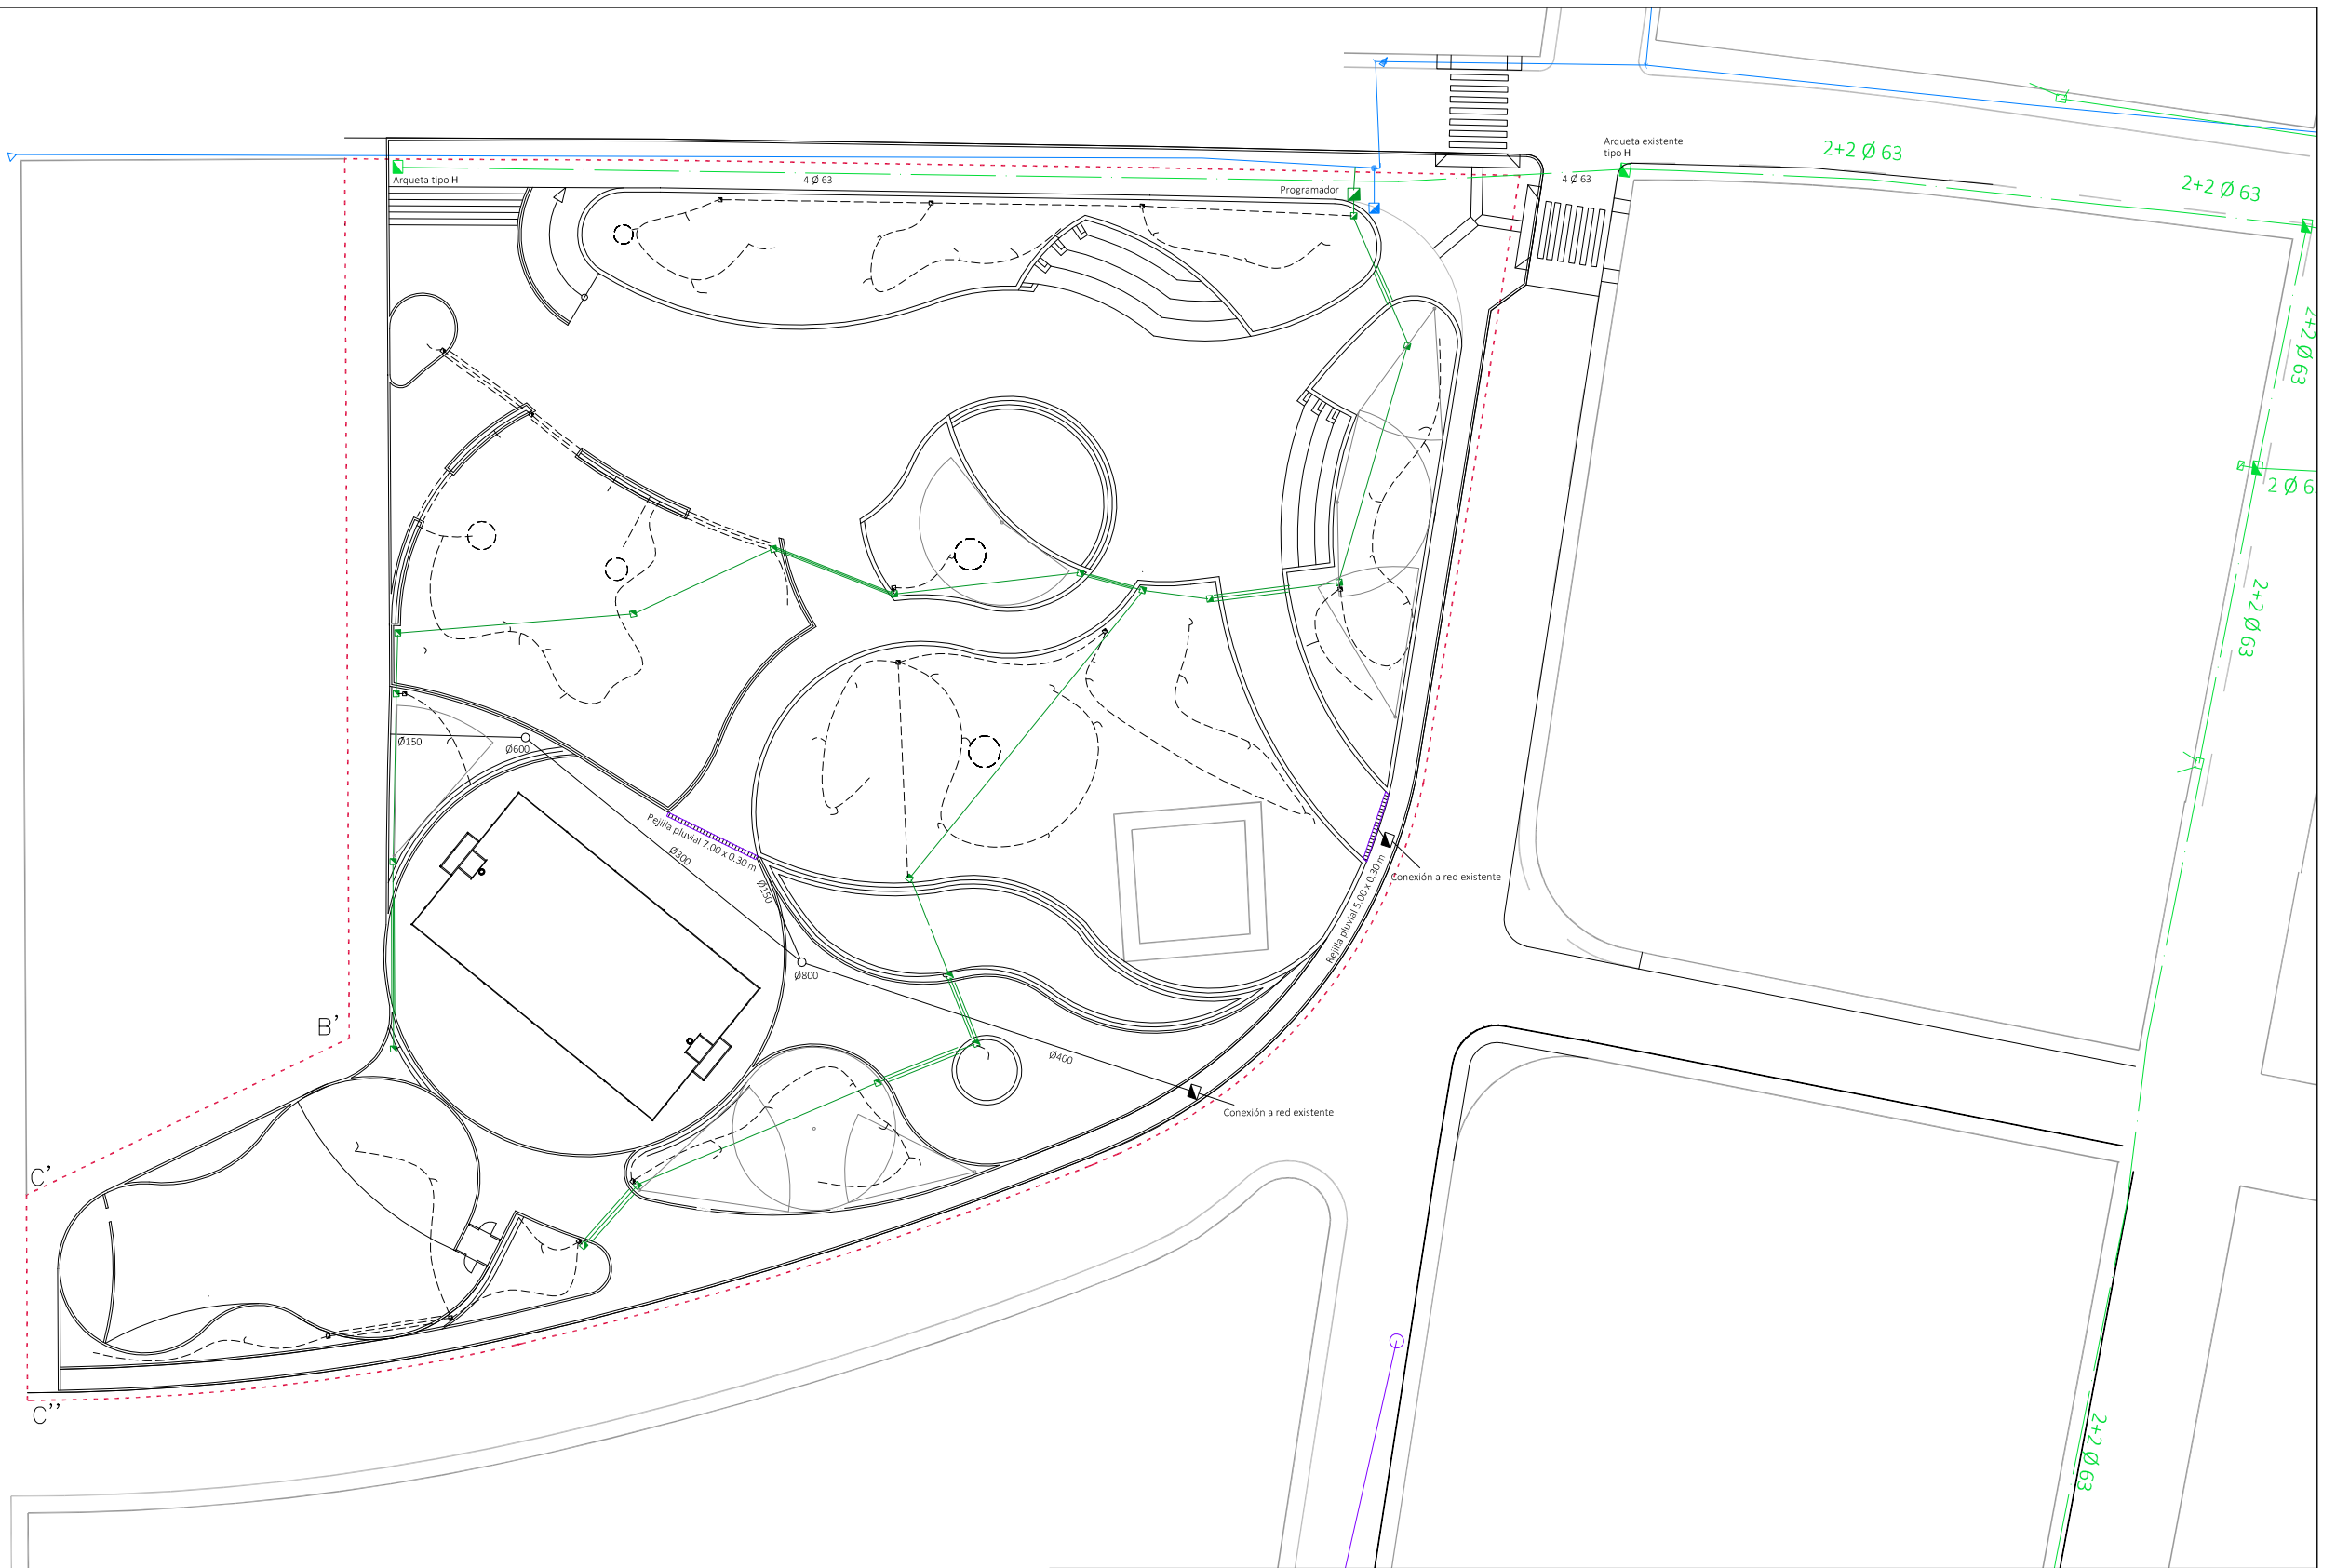 Arqueta existente
tipo H
2+2 Ø 63
Arqueta tipo H
4 Ø 63
Programador
4 Ø 63
2+2 Ø 63
2+2 Ø 63
2 Ø 6
2+2 Ø 63
Ø150
Ø600
Rejilla pluvial 7.00 x 0.30 m
Ø300
Ø150
Conexión a red existente
Rejilla pluvial 5.00 x 0.30 m
Ø800
B'
Ø400
Conexión a red existente
C'
C''
2+2 Ø 63